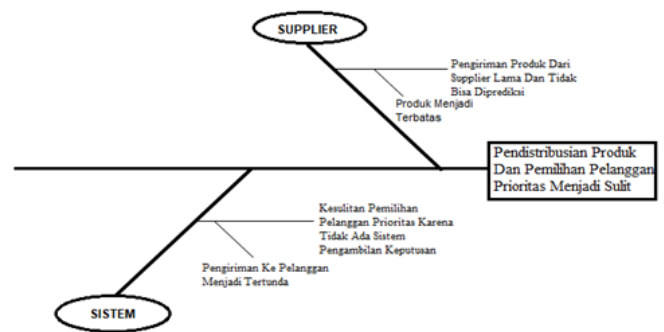 SUPPLIER
Pengiriman Produk Dari
Supplier Lama Dan Tidak
Bisa Diprediksi
Produk Menjadi
Terbatas
Pendistribusian Produk
Dan Pemilihan Pelanggan
Prioritas Menjadi Sulit
Kesulitan Pemilihan
Pelanggan Prioritas Karena
Tidak Ada Sistem
Pengambilan Keputusan
Pengiriman Ke Pelanggan
Menjadi Tertunda
SISTEM